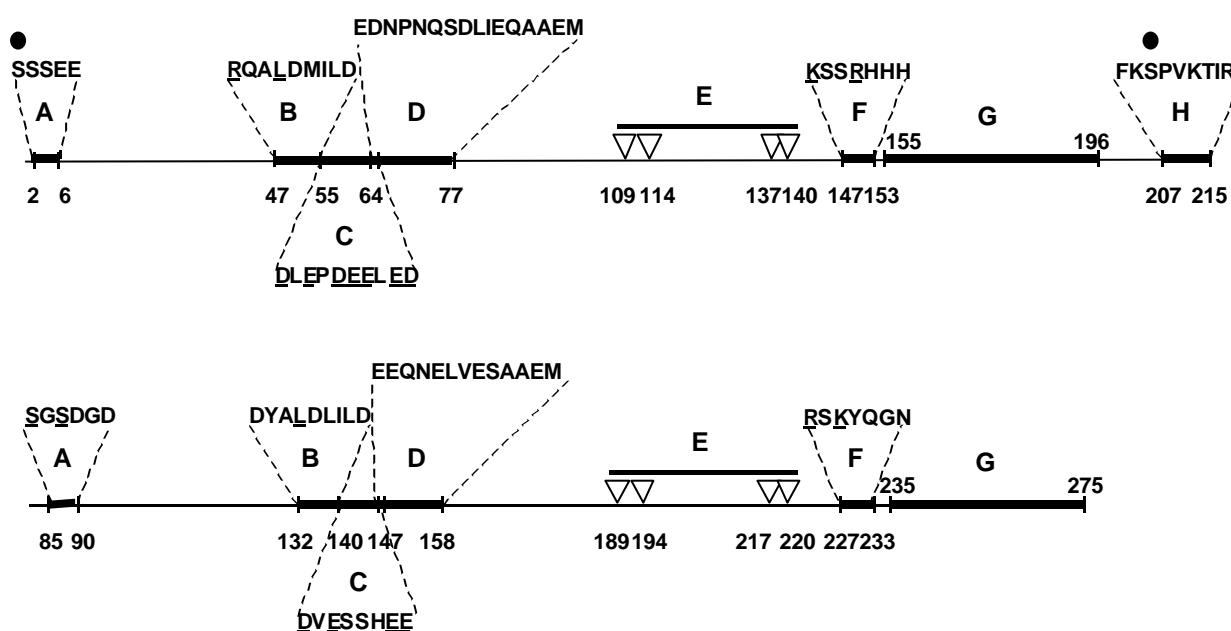 EDNPNQSDLIEQAAEM
SSSEE RQALDMILD KSSRHHH FKSPVKTIR
A B D E F G H
155 196
2 6 47 55 64 77 109 114 137 140 147 153 207 215
C
DLEPDEELED
EEQNELVESAAEM
SGSDGD DYALDLILD RSKYQGN
A B D E F G
235 275
85 90 132 140 147 158 189 194 217 220 227 233
C
DVESSHEE